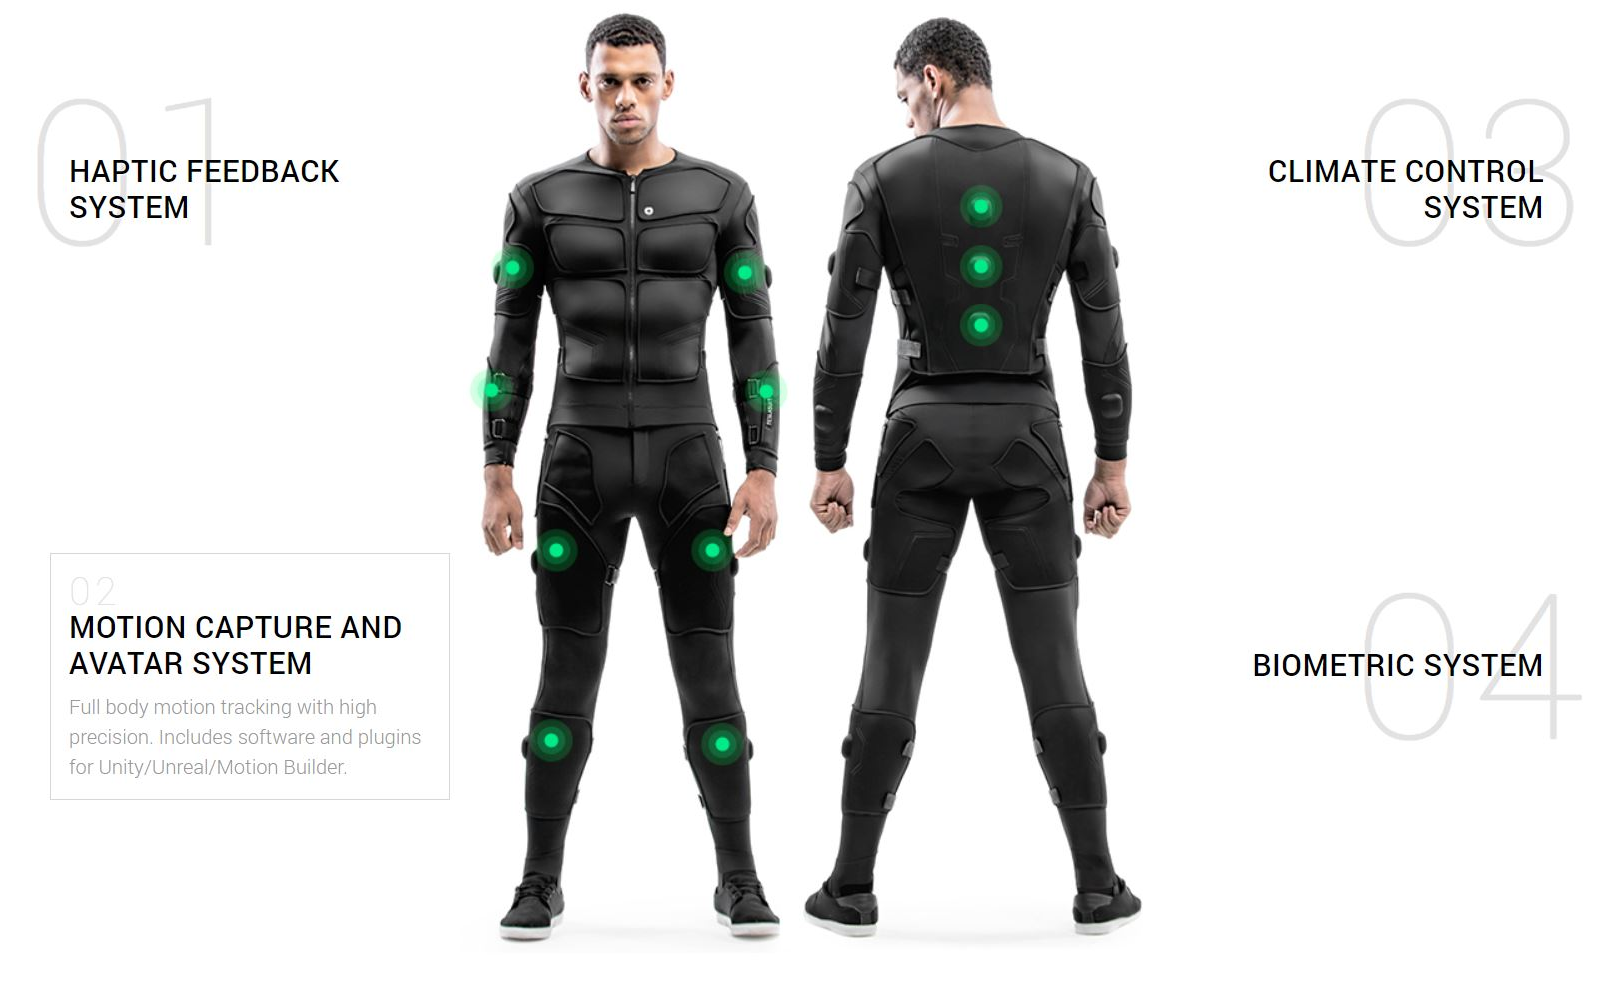 01
HAPTIC FEEDBACK
SYSTEM
02
MOTION CAPTURE AND
AVATAR SYSTEM
Full body motion tracking with high
precision. Includes software and plugins
for Unity/Unreal/Motion Builder.
03
CLIMATE CONTROL
SYSTEM
04
BIOMETRIC SYSTEM